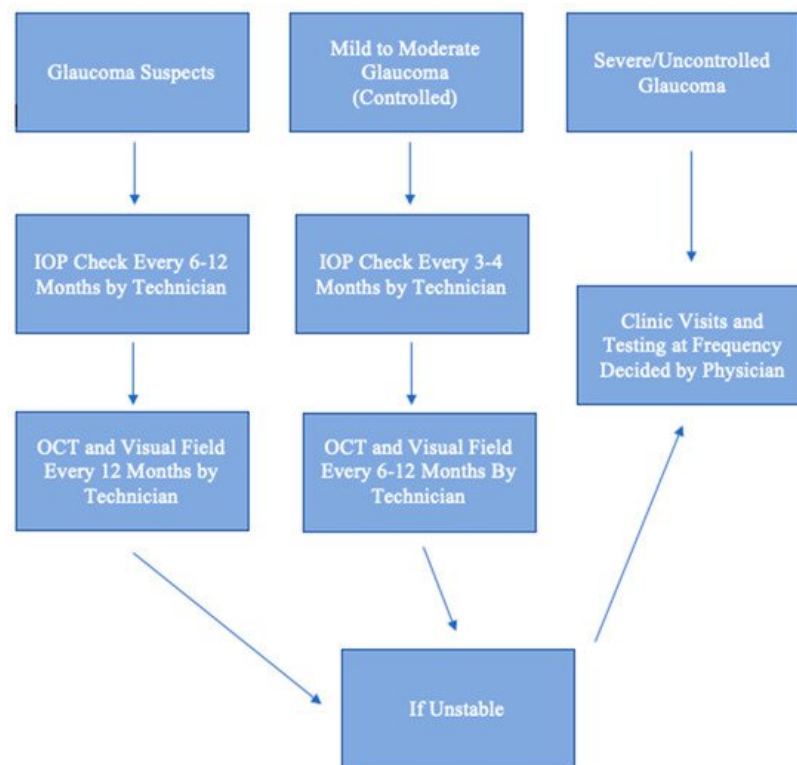 Glaucoma Suspects
Mild to Moderate
Glaucoma
(Controlled)
Severe/Uncontrolled
Glaucoma
IOP Check Every 6-12
Months by Technician
IOP Check Every 3-4
Months by Technician
Clinic Visits and
Testing at Frequency
Decided by Physician
OCT and Visual Field
Every 12 Months by
Technician
OCT and Visual Field
Every 6-12 Months By
Technician
If Unstable